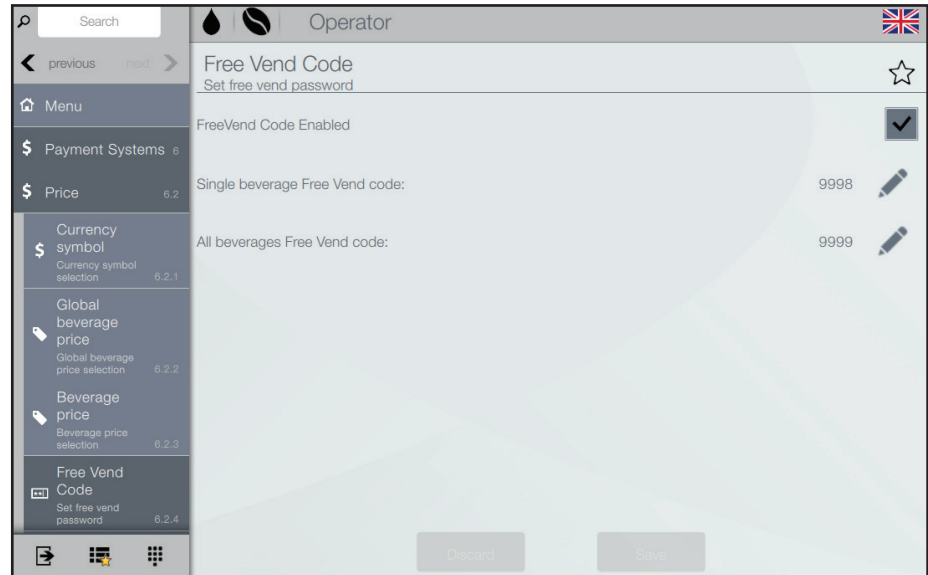 Search
Operator
previous
next
Menu
Payment Systems 6
Price 6.2
Currency
symbol
Currency symbol
selection 6.2.1
Global
beverage
price
Global beverage
price selection 6.2.2
Beverage
price
Beverage price
selection 6.2.3
Free Vend
Code
Set free vend
password 6.2.4
Free Vend Code
Set free vend password
FreeVend Code Enabled
Single beverage Free Vend code: 9998
All beverages Free Vend code: 9999
Discard
Save